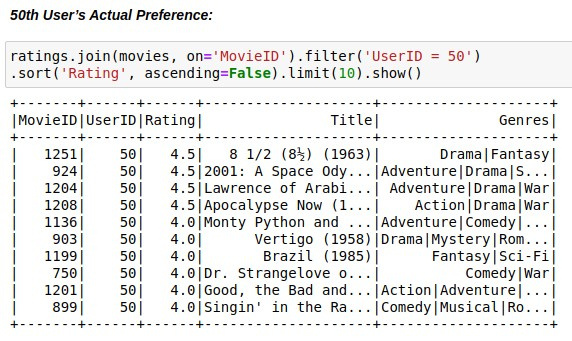 50th User’s Actual Preference:
ratings.join(movies, on='MovieID').filter('UserID = 50')
.sort('Rating', ascending=False).limit(10).show()
+-------+------+------+--------------------+--------------------+
|MovieID|UserID|Rating|               Title|              Genres|
+-------+------+------+--------------------+--------------------+
|   1251|    50|   4.5|   8 1/2 (8½) (1963)|       Drama|Fantasy|
|    924|    50|   4.5|2001: A Space Ody...|Adventure|Drama|S...|
|   1204|    50|   4.5|Lawrence of Arabi...| Adventure|Drama|War|
|   1208|    50|   4.5|Apocalypse Now (1...|    Action|Drama|War|
|   1136|    50|   4.0|Monty Python and ...|Adventure|Comedy|...|
|    903|    50|   4.0|      Vertigo (1958)|Drama|Mystery|Rom...|
|   1199|    50|   4.0|       Brazil (1985)|      Fantasy|Sci-Fi|
|    750|    50|   4.0|Dr. Strangelove o...|          Comedy|War|
|   1201|    50|   4.0|Good, the Bad and...|Action|Adventure|...|
|    899|    50|   4.0|Singin' in the Ra...|Comedy|Musical|Ro...|
+-------+------+------+--------------------+--------------------+